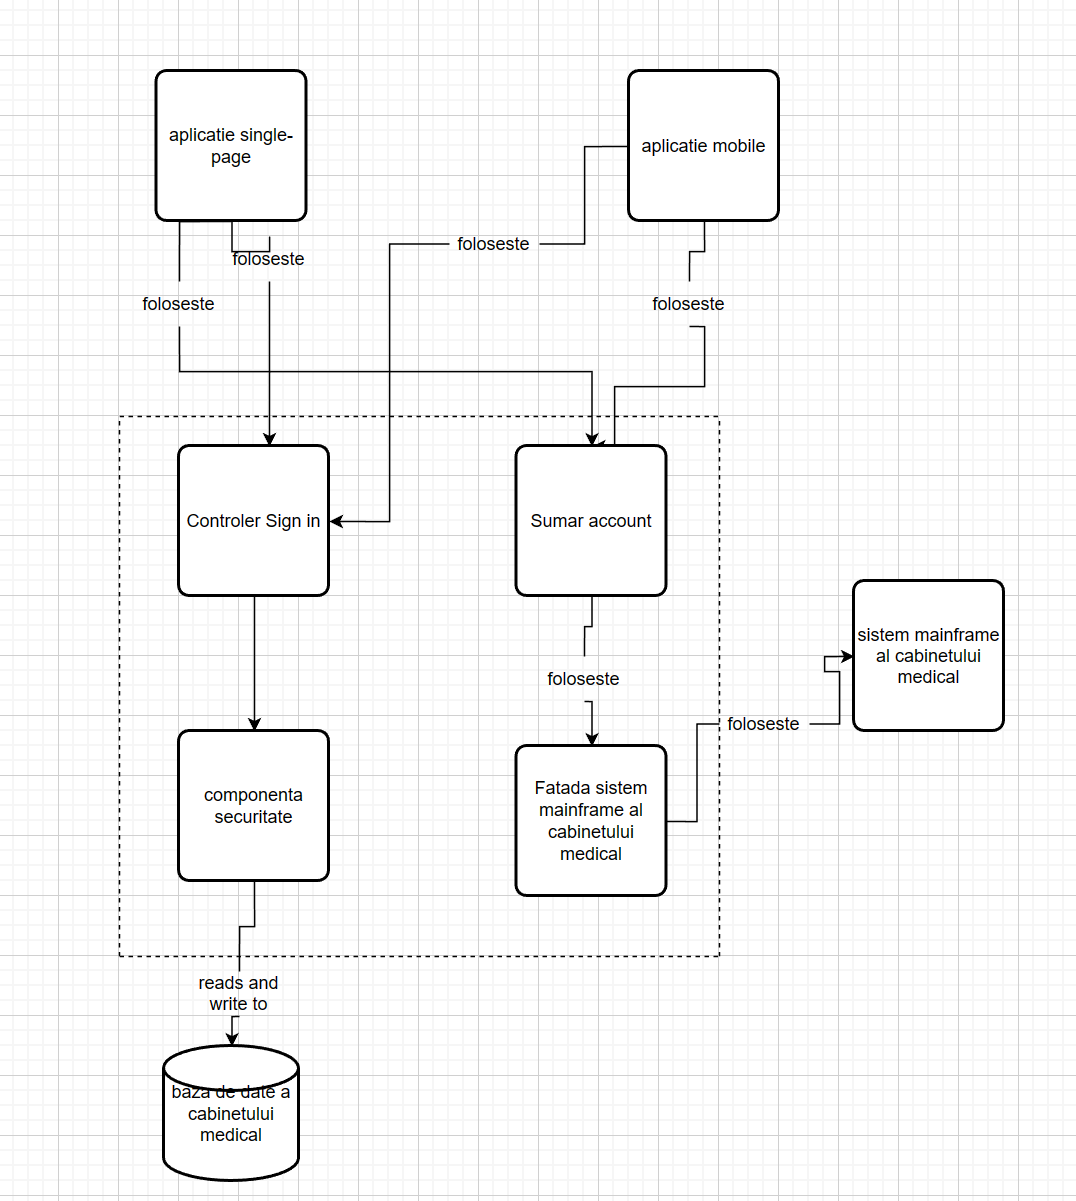 aplicatie single-
page
aplicatie mobile
foloseste
foloseste
foloseste
foloseste
Controler Sign in
Sumar account
sistem mainframe
al cabinetului
medical
foloseste
foloseste
componenta
securitate
Fatada sistem
mainframe al
cabinetului
medical
reads and
write to
baza de date a
cabinetului
medical